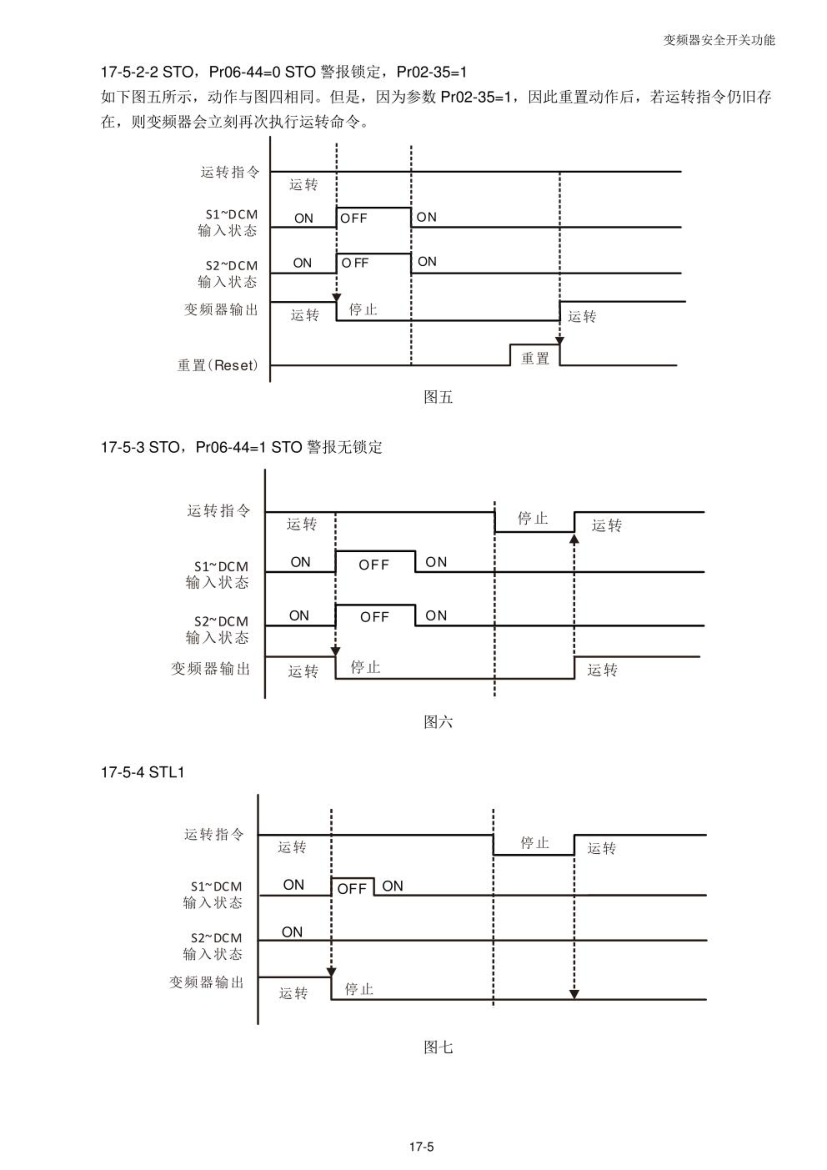 变频器安全开关功能
17-5-2-2 STO，Pr06-44=0 STO 警报锁定，Pr02-35=1
如下图五所示，动作与图四相同。但是，因为参数 Pr02-35=1，因此重置动作后，若运转指令仍旧存
在，则变频器会立刻再次执行运转命令。
运转指令
运转
S1~DCM
输入状态
ON
OFF
ON
S2~DCM
输入状态
ON
OFF
ON
变频器输出
运转
停止
运转
重置(Reset)
重置
图五
17-5-3 STO，Pr06-44=1 STO 警报无锁定
运转指令
运转
停止
运转
S1~DCM
输入状态
ON
OFF
ON
S2~DCM
输入状态
ON
OFF
ON
变频器输出
运转
停止
运转
图六
17-5-4 STL1
运转指令
运转
停止
运转
S1~DCM
输入状态
ON
OFF
ON
S2~DCM
输入状态
ON
变频器输出
运转
停止
图七
17-5